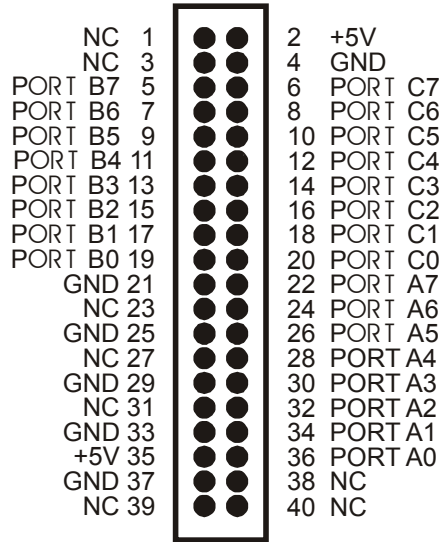 NC 1 2 +5V
NC 3 4 GND
PORT B7 5 6 PORT C7
PORT B6 7 8 PORT C6
PORT B5 9 10 PORT C5
PORT B4 11 12 PORT C4
PORT B3 13 14 PORT C3
PORT B2 15 16 PORT C2
PORT B1 17 18 PORT C1
PORT B0 19 20 PORT C0
GND 21 22 PORT A7
NC 23 24 PORT A6
GND 25 26 PORT A5
NC 27 28 PORT A4
GND 29 30 PORT A3
NC 31 32 PORT A2
GND 33 34 PORT A1
+5V 35 36 PORT A0
GND 37 38 NC
NC 39 40 NC